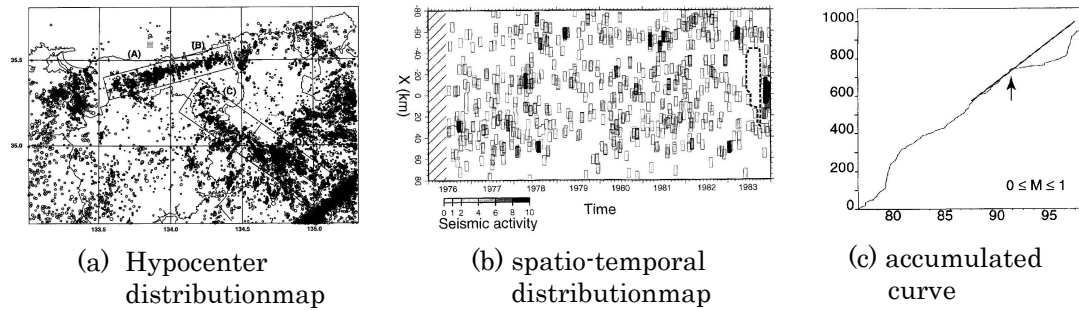 (A)
(B)
(C)
35.5
35.0
133.5
134.0
134.5
135.0
-80
-60
-40
-20
0
20
40
60
80
X (km)
1976
1977
1978
1979
1980
1981
1982
1983
Time
0 1 2 4 6 8 10
Seismic activity
1000
800
600
400
200
0
80
85
90
95
0 ≤ M ≤ 1
(a) Hypocenter
distributionmap
(b) spatio-temporal
distributionmap
(c) accumulated
curve